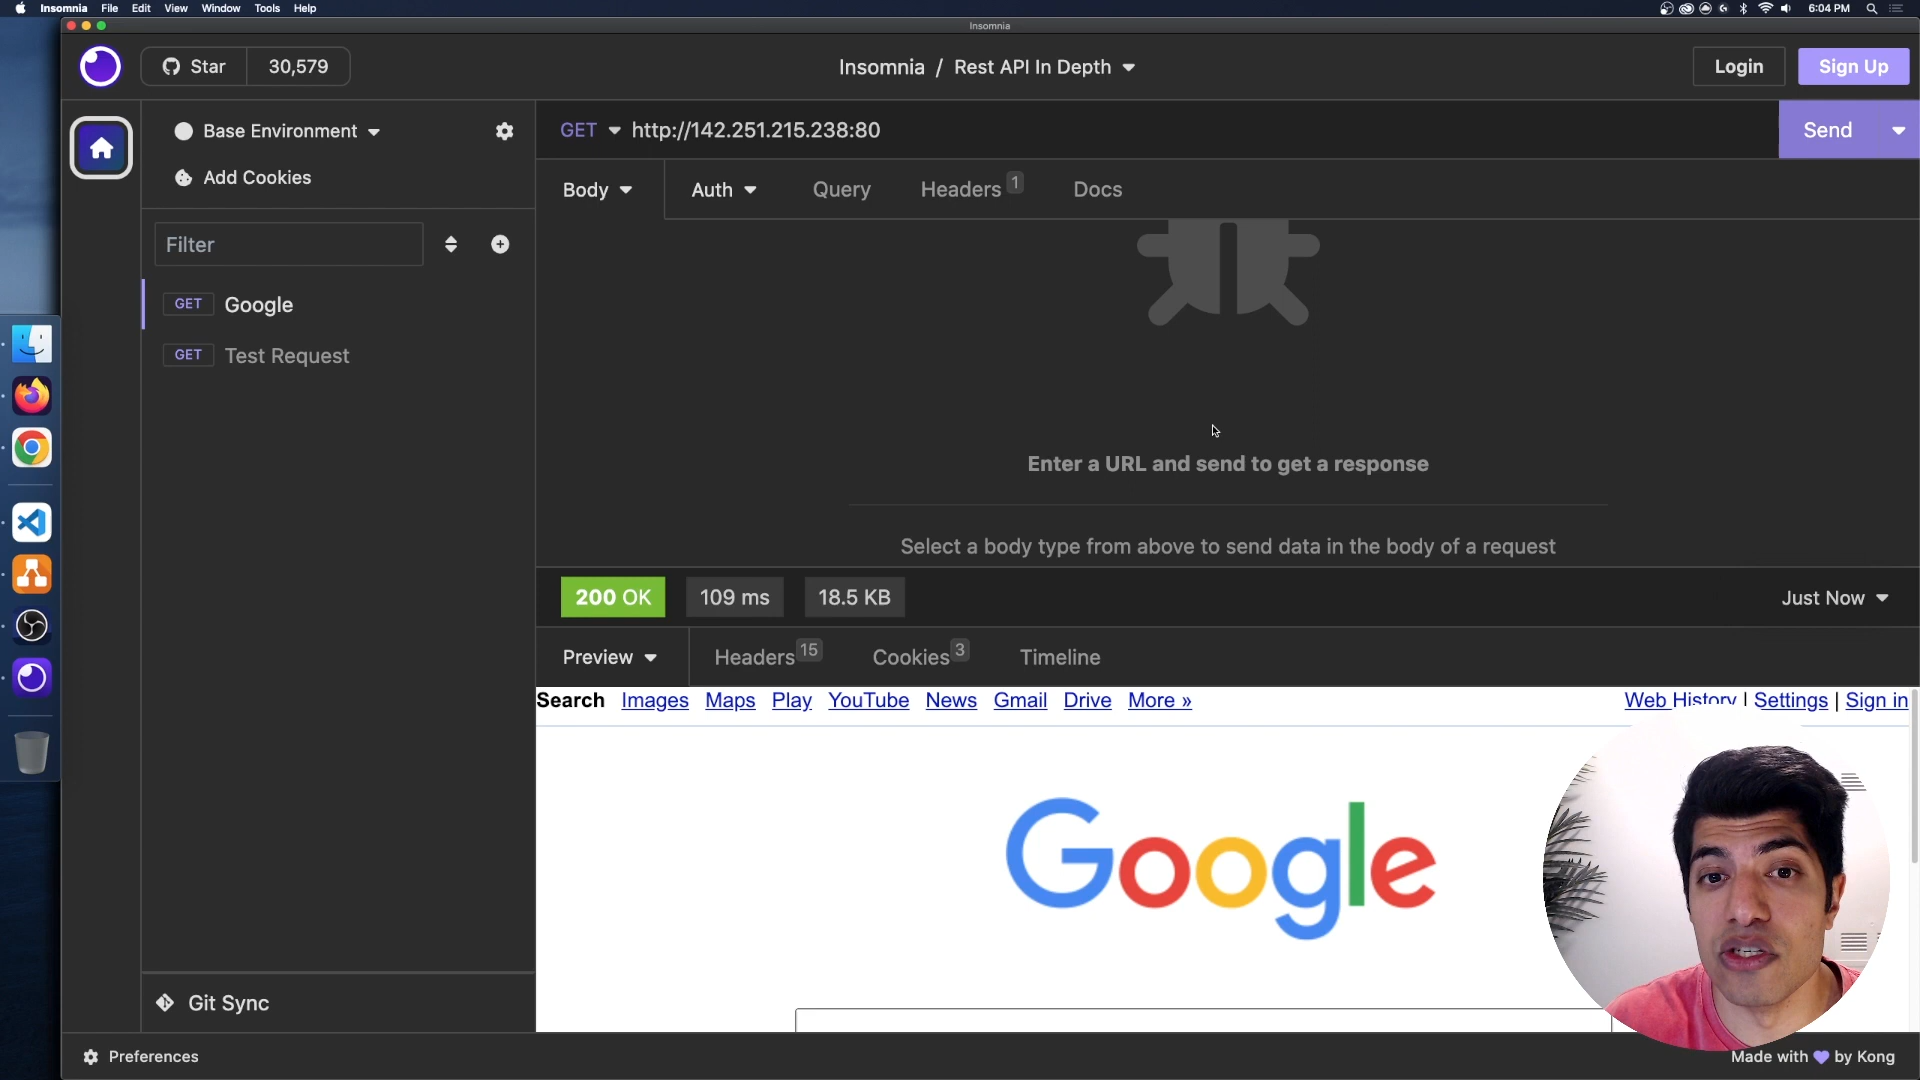 Insomnia File Edit View Window Tools Help 6:04 PM
Insomnia
Star 30,579 Insomnia / Rest API In Depth Login Sign Up
Base Environment
Add Cookies
Filter
GET Google
GET Test Request
Git Sync
GET http://142.251.215.238:80 Send
Body Auth Query Headers 1 Docs
Enter a URL and send to get a response
Select a body type from above to send data in the body of a request
200 OK 109 ms 18.5 KB Just Now
Preview Headers 15 Cookies 3 Timeline
Search Images Maps Play YouTube News Gmail Drive More » Web History | Settings | Sign in
Google
Preferences Made with 💜 by Kong